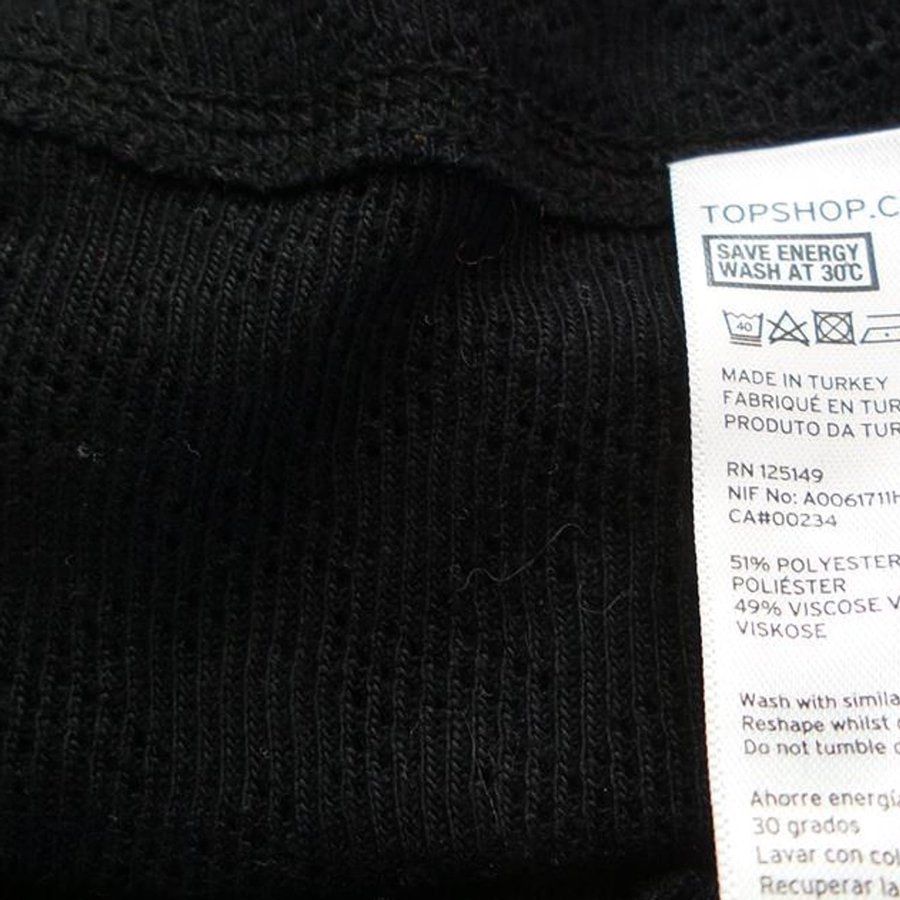 TOPSHOP.C
SAVE ENERGY
WASH AT 30°C
40
MADE IN TURKEY
FABRIQUÉ EN TUR
PRODUTO DA TUR
RN 125149
NIF No: A0061711H
CA#00234
51% POLYESTER
POLIÉSTER
49% VISCOSE V
VISKOSE
Wash with simila
Reshape whilst
Do not tumble
Ahorre energía
30 grados
Lavar con col
Recuperar la